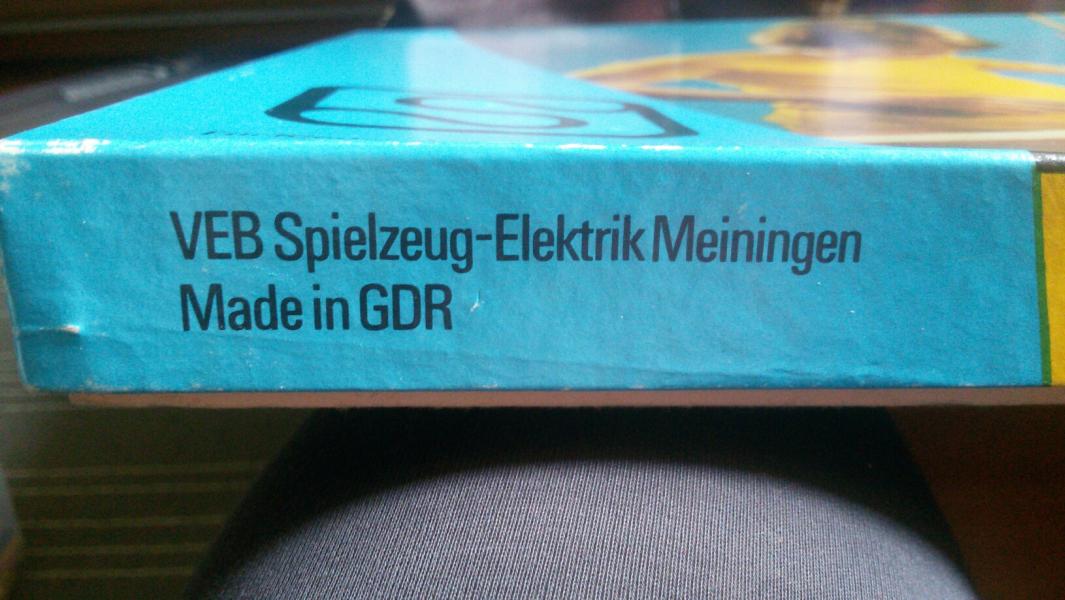 VEB Spielzeug-Elektrik Meiningen
Made in GDR